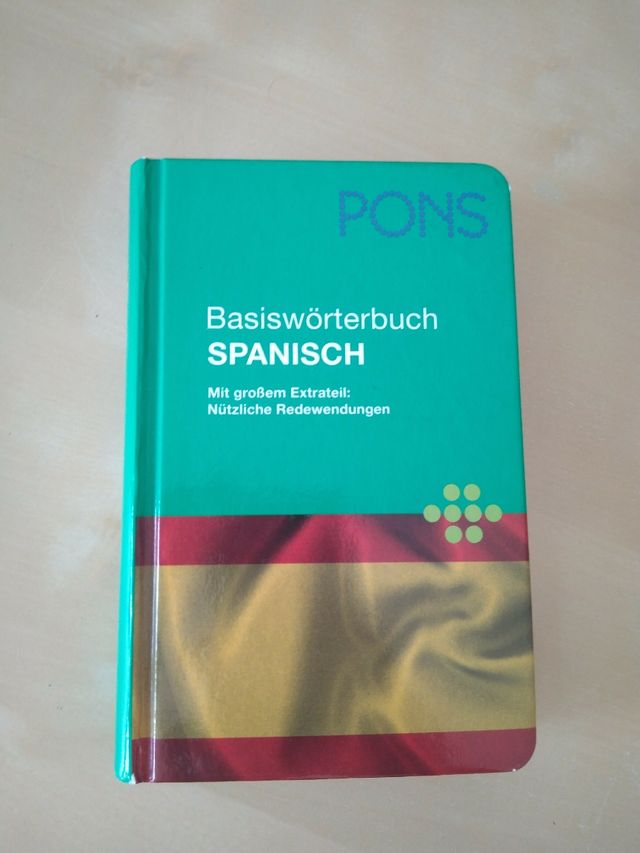 PONS
Basiswörterbuch
SPANISCH
Mit großem Extrateil:
Nützliche Redewendungen